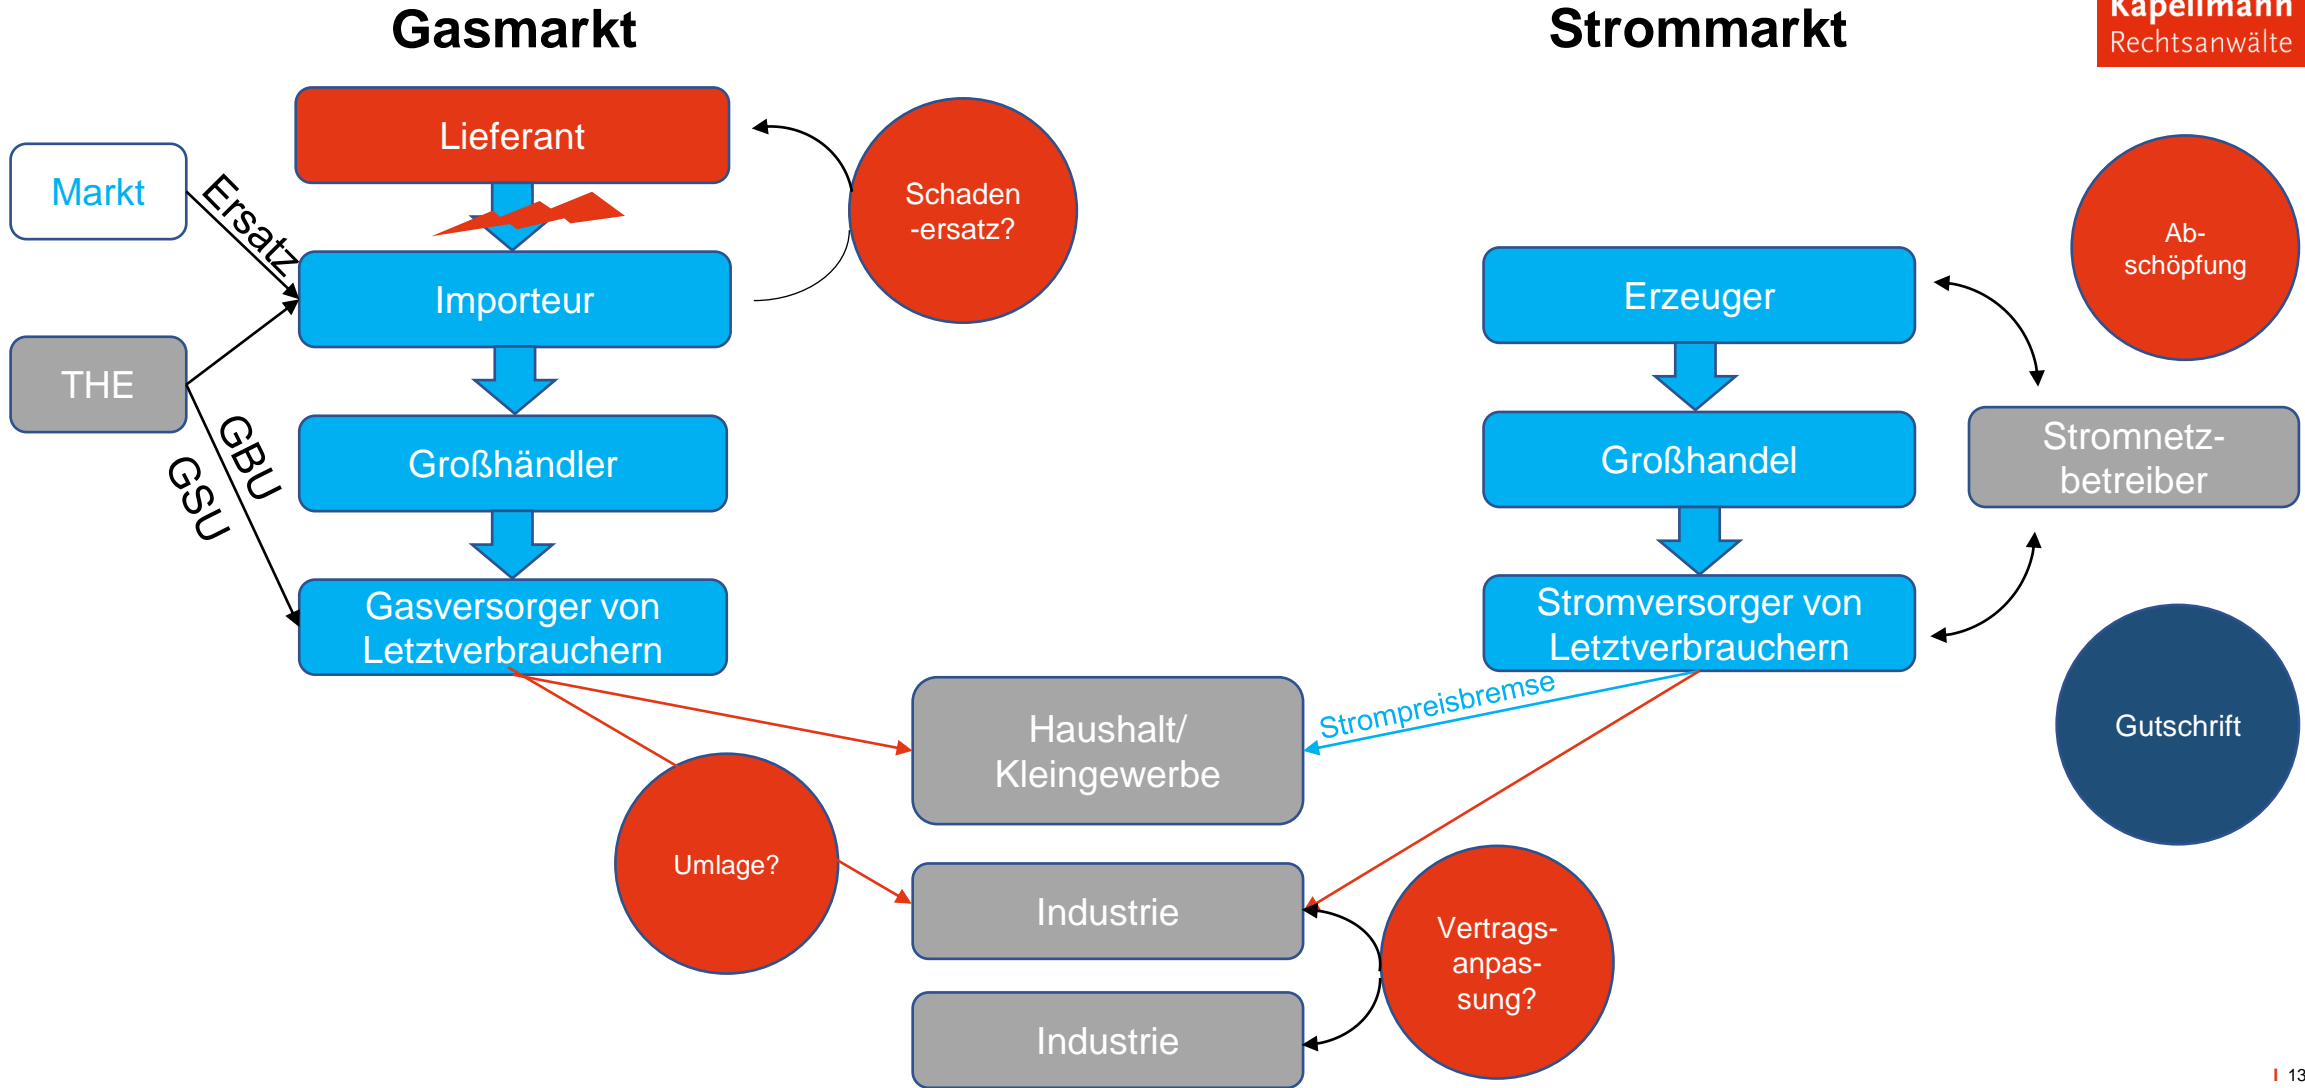 Gasmarkt
Strommarkt
Kapellmann
Rechtsanwälte
Lieferant
Markt
Ersatz
Schaden
-ersatz?
Ab-
schöpfung
Importeur
Erzeuger
THE
GBU
GSU
Großhändler
Großhandel
Stromnetz-
betreiber
Gasversorger von
Letztverbrauchern
Stromversorger von
Letztverbrauchern
Strompreisbremse
Haushalt/
Kleingewerbe
Gutschrift
Umlage?
Industrie
Vertrags-
anpas-
sung?
Industrie
13